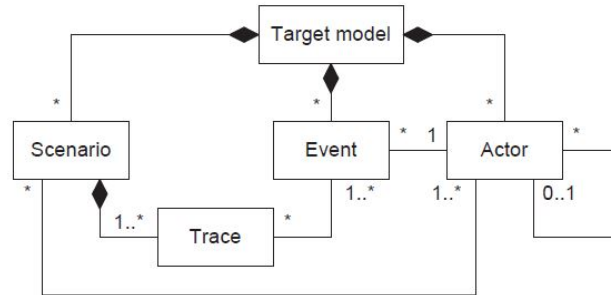 Target model
* * *
Scenario Event * 1 Actor *
* 1..* 1..* 0..1
1..* Trace *